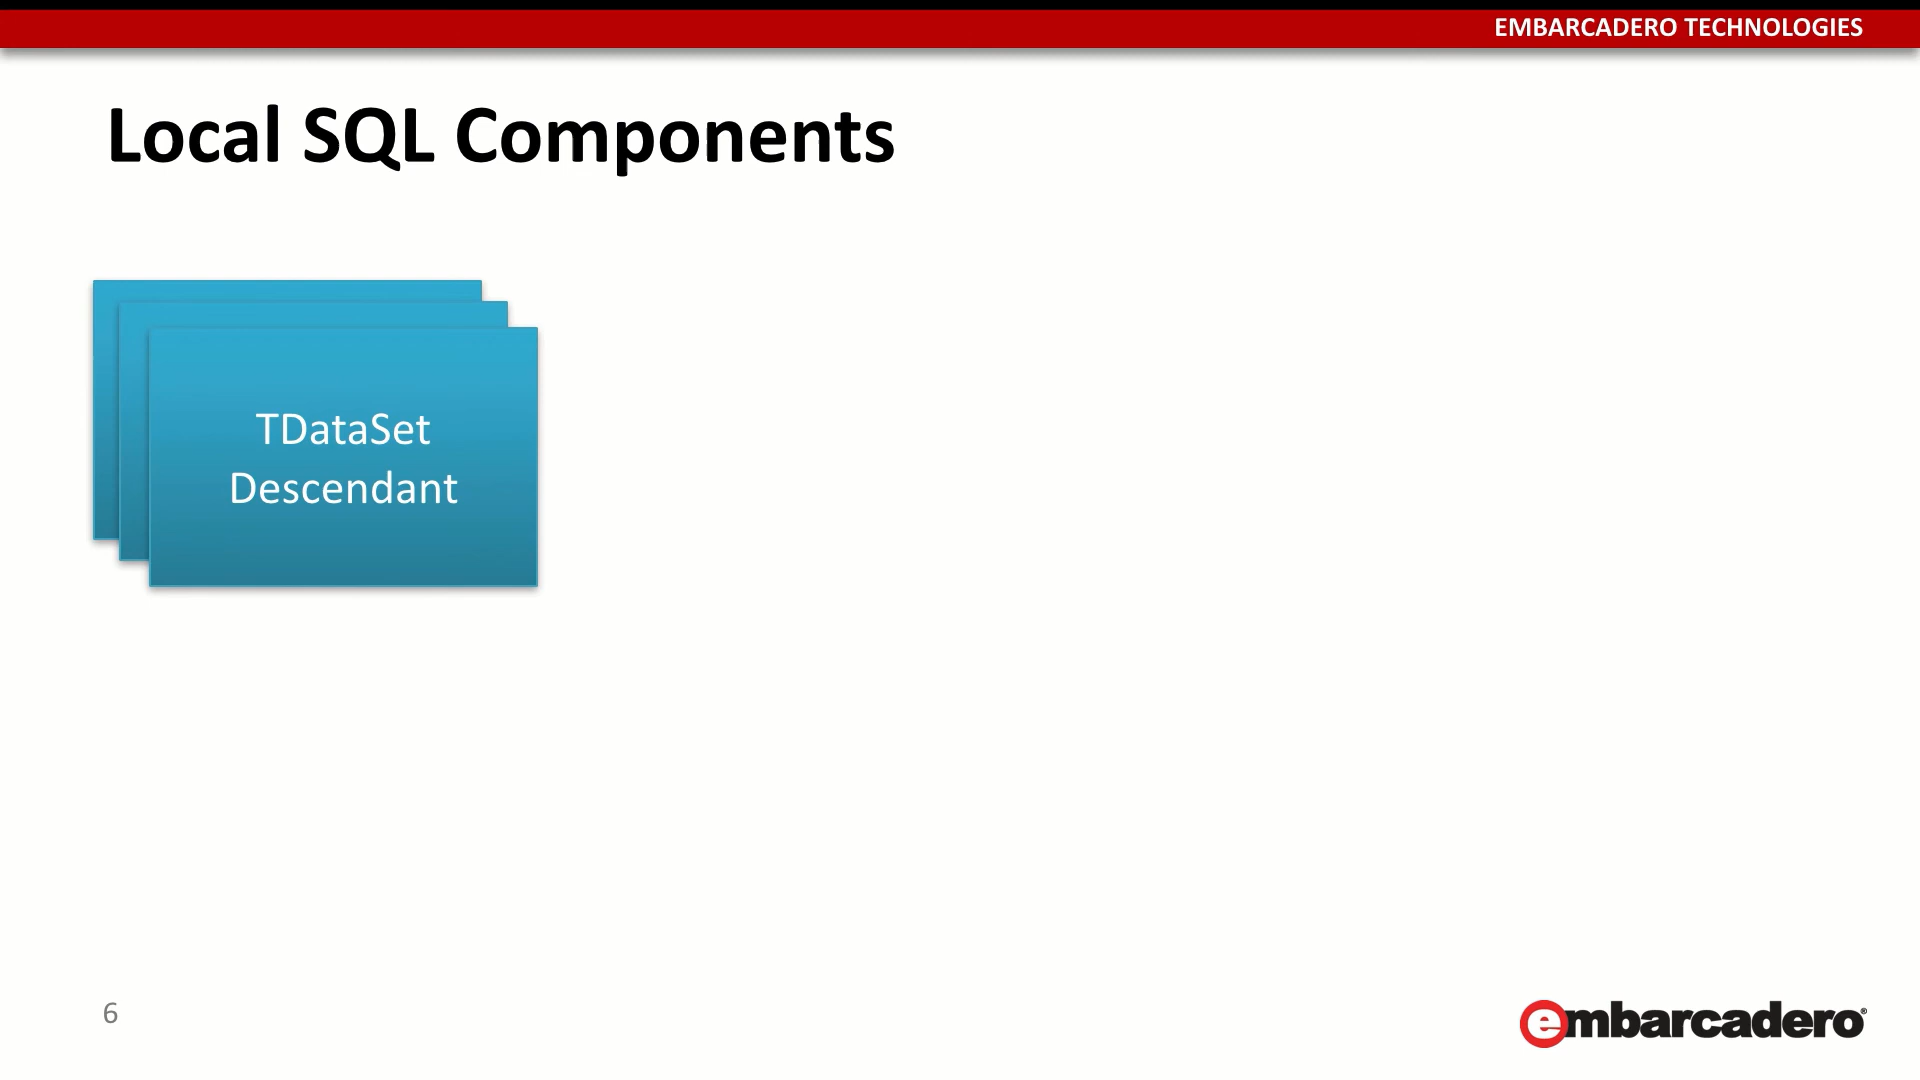 EMBARCADERO TECHNOLOGIES
Local SQL Components
TDataSet
Descendant
6
embarcadero®